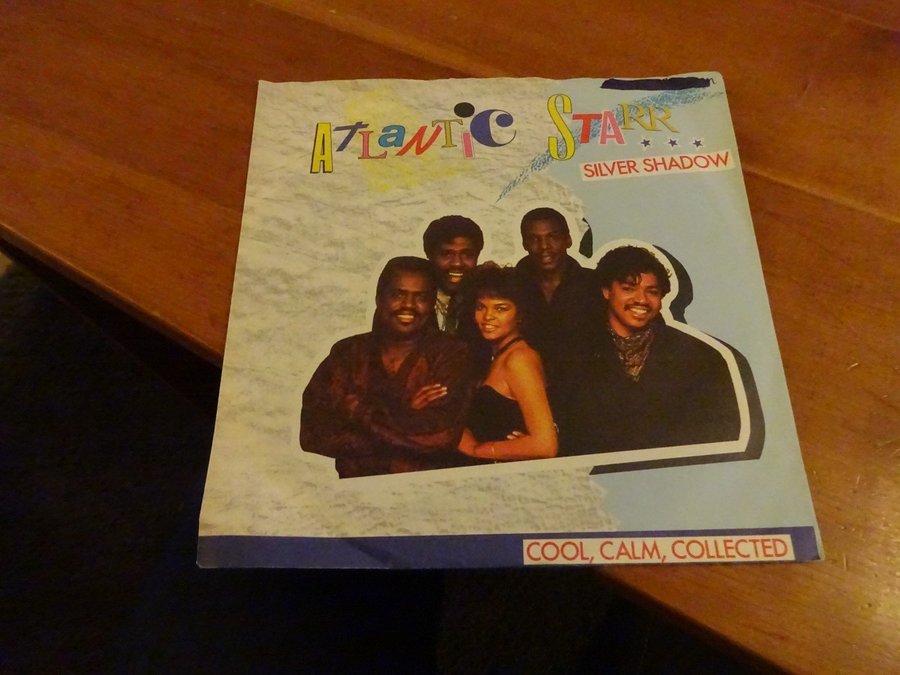 ATLANTIC STARR
SILVER SHADOW
COOL, CALM, COLLECTED